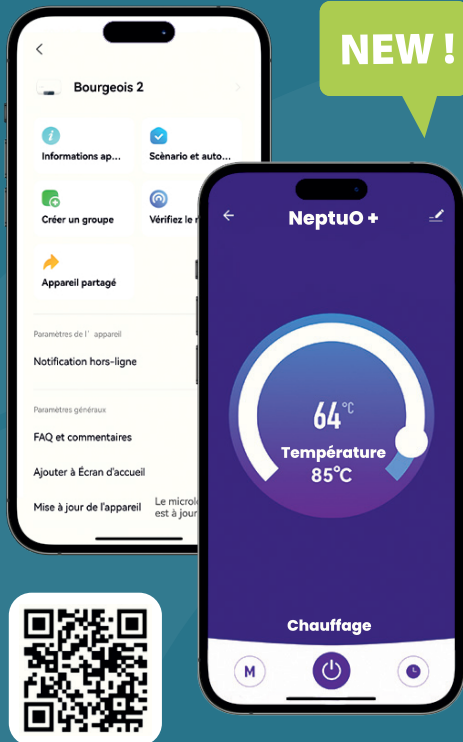 NEW !
Bourgeois 2
Informations ap...
Scènario et auto...
Créer un groupe
Vérifiez le
Appareil partagé
Paramètres de l' appareil
Notification hors-ligne
Paramètres généraux
FAQ et commentaires
Ajouter à Écran d'accueil
Mise à jour de l'appareil
Le
est à jour
NeptuO +
64 °C
Température
85°C
Chauffage
M